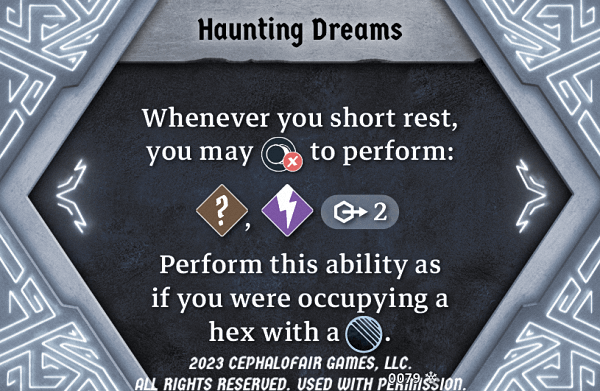 Haunting Dreams
Whenever you short rest,
you may to perform:
? , 2
Perform this ability as
if you were occupying a
hex with a .
2023 CEPHALOFAIR GAMES, LLC.
ALL RIGHTS RESERVED. USED WITH PERMISSION.
0079